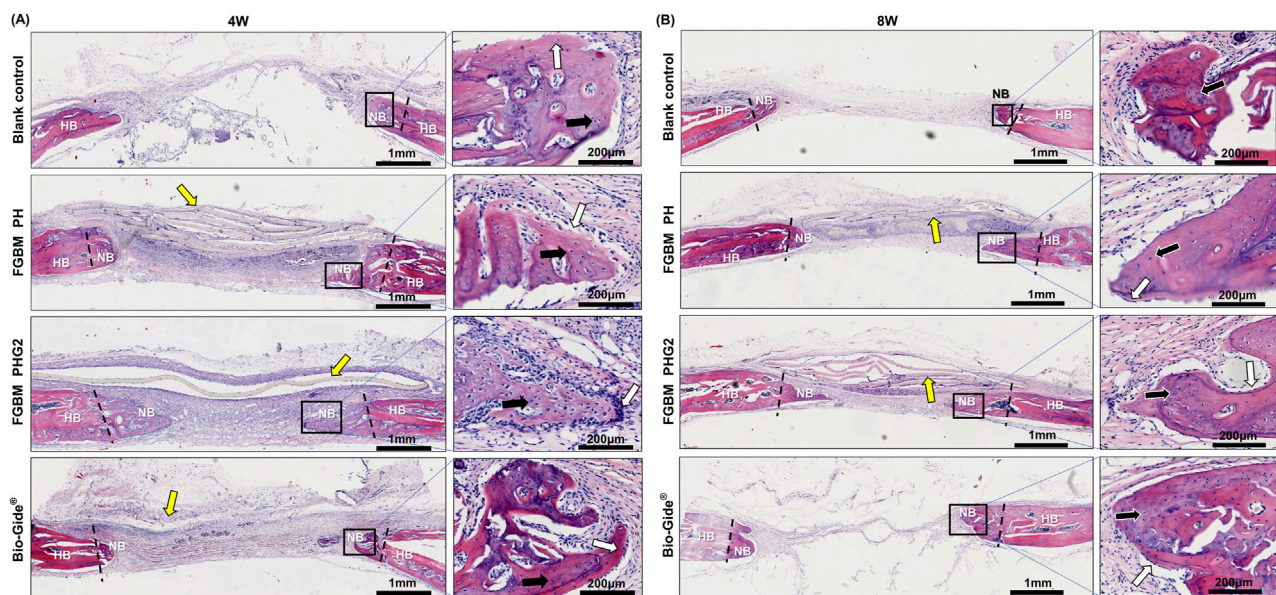 (A) 4W
Blank control
HB NB HB
1mm
200μm
FGBM PH
HB NB NB HB
1mm
200μm
FGBM PHG2
HB NB NB HB
1mm
200μm
Bio-Gide®
HB NB NB HB
1mm
200μm
(B) 8W
Blank control
HB NB NB HB
1mm
200μm
FGBM PH
HB NB NB HB
1mm
200μm
FGBM PHG2
HB NB NB HB
1mm
200μm
Bio-Gide®
HB NB NB HB
1mm
200μm